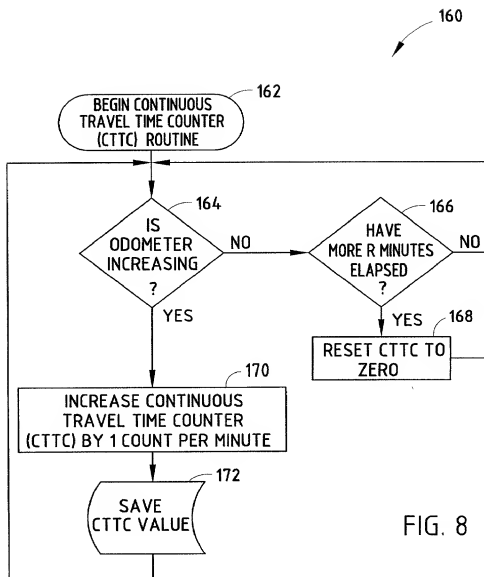 160
BEGIN CONTINUOUS
TRAVEL TIME COUNTER
(CTTC) ROUTINE
162
IS
ODOMETER
INCREASING
?
164
NO
YES
HAVE
MORE R MINUTES
ELAPSED
?
166
NO
YES
RESET CTTC TO
ZERO
168
INCREASE CONTINUOUS
TRAVEL TIME COUNTER
(CTTC) BY 1 COUNT PER MINUTE
170
SAVE
CTTC VALUE
172
FIG. 8